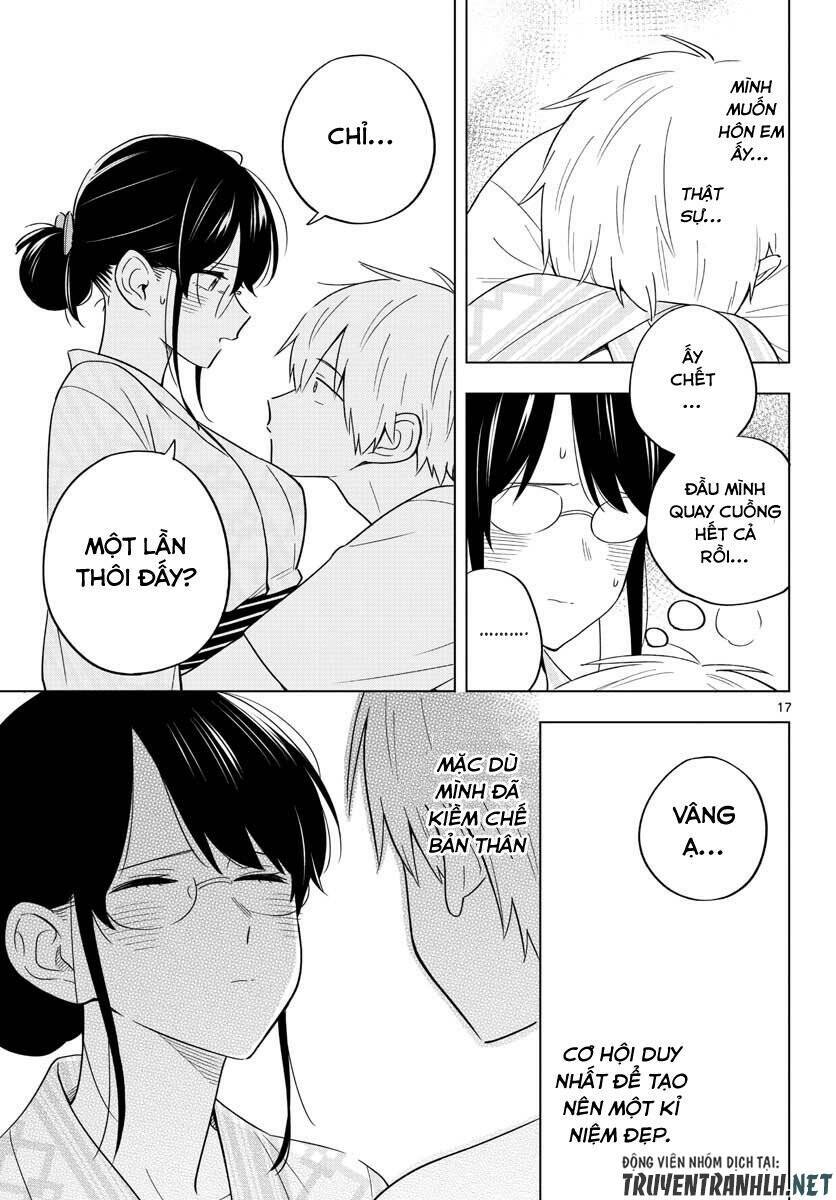 MÌNH
MUỐN
HÔN EM
ẤY...
THẬT
SỰ...
ẤY
CHẾT
...
ĐẦU MÌNH
QUAY CUỒNG
HẾT CẢ
RỒI...
...........
CHỈ...
MỘT LẦN
THÔI ĐẤY?
17
VÂNG
Ạ...
MẶC DÙ
MÌNH ĐÃ
KIỀM CHẾ
BẢN THÂN
CƠ HỘI DUY
NHẤT ĐỂ TẠO
NÊN MỘT KỈ
NIỆM ĐẸP.
ĐỘNG VIÊN NHÓM DỊCH TẠI:
TRUYENTRANHLH.NET